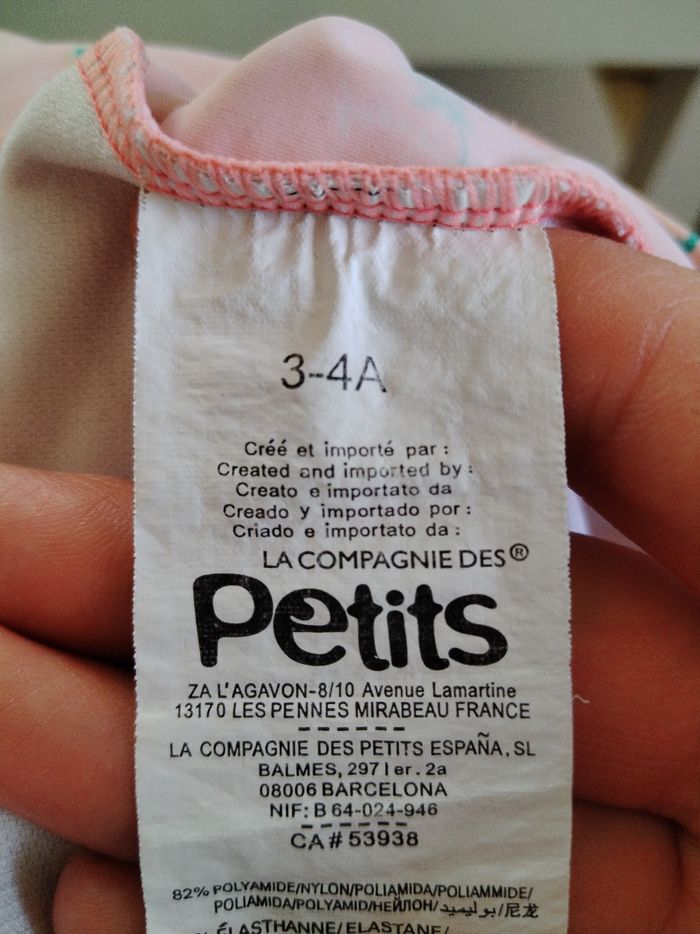 3-4A
Créé et importé par :
Created and imported by :
Creato e importato da
Creado y importado por :
Criado e importato da :
LA COMPAGNIE DES®
Petits
ZA L'AGAVON-8/10 Avenue Lamartine
13170 LES PENNES MIRABEAU FRANCE
LA COMPAGNIE DES PETITS ESPAÑA, SL
BALMES, 297 1er. 2a
08006 BARCELONA
NIF: B 64-024-946
CA # 53938
82% POLYAMIDE/NYLON/POLIAMIDA/POLIAMMIDE/
POLIAMIDA/POLYAMID/НЕЙЛОН/بوليميد/尼龙
% ÉLASTHANNE/ELASTANE/